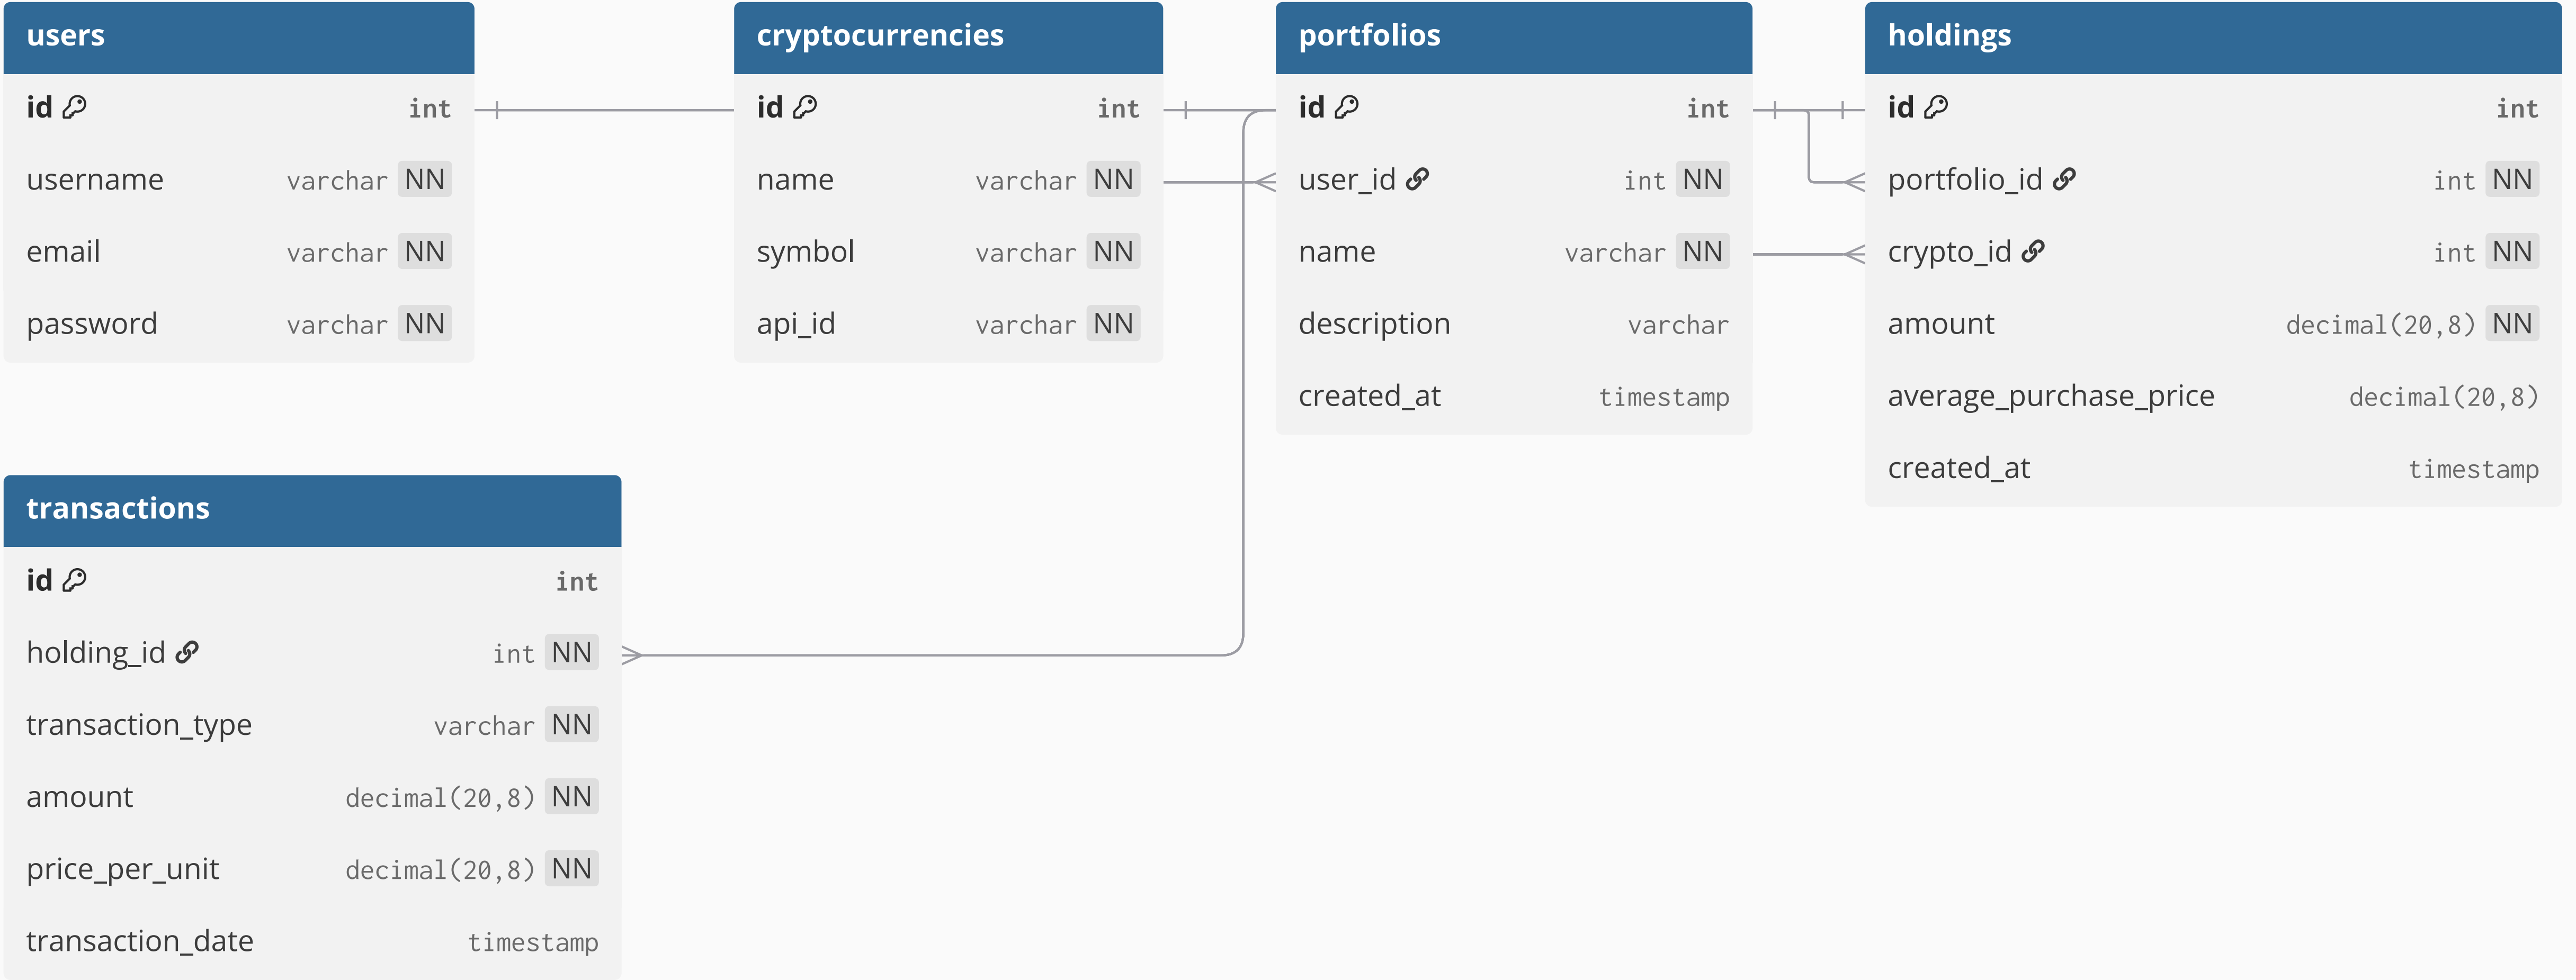 users
id int
username varchar NN
email varchar NN
password varchar NN
cryptocurrencies
id int
name varchar NN
symbol varchar NN
api_id varchar NN
portfolios
id int
user_id int NN
name varchar NN
description varchar
created_at timestamp
holdings
id int
portfolio_id int NN
crypto_id int NN
amount decimal(20,8) NN
average_purchase_price decimal(20,8)
created_at timestamp
transactions
id int
holding_id int NN
transaction_type varchar NN
amount decimal(20,8) NN
price_per_unit decimal(20,8) NN
transaction_date timestamp